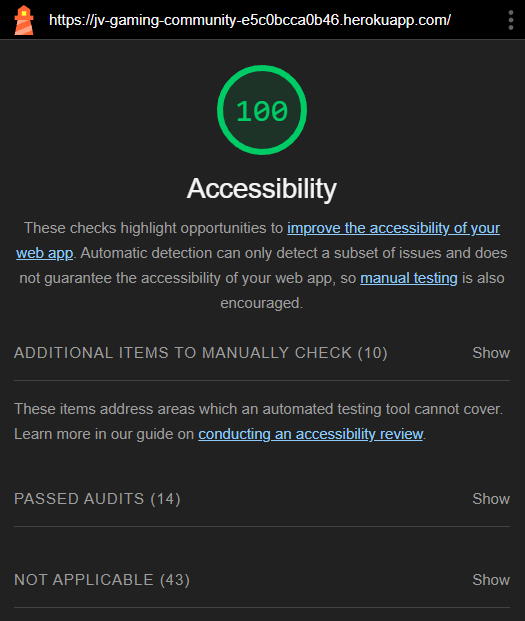 https://jv-gaming-community-e5c0bcca0b46.herokuapp.com/
100
Accessibility
These checks highlight opportunities to improve the accessibility of your
web app. Automatic detection can only detect a subset of issues and does
not guarantee the accessibility of your web app, so manual testing is also
encouraged.
ADDITIONAL ITEMS TO MANUALLY CHECK (10) Show
These items address areas which an automated testing tool cannot cover.
Learn more in our guide on conducting an accessibility review.
PASSED AUDITS (14) Show
NOT APPLICABLE (43) Show